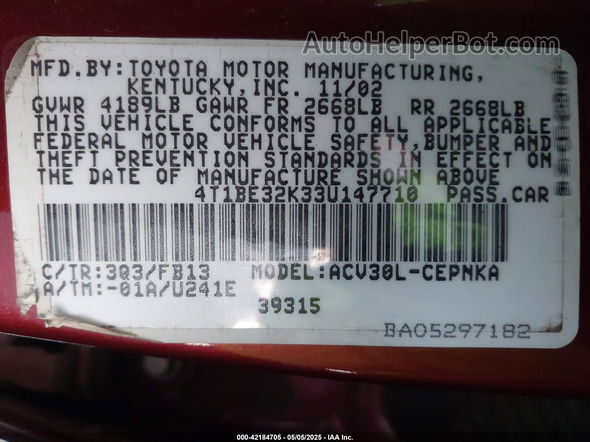 AutoHelperBot.com
MFD.BY:TOYOTA MOTOR MANUFACTURING,
KENTUCKY,INC. 11/02
GVWR 4189LB GAWR FR 2668LB RR 2668LB
THIS VEHICLE CONFORMS TO ALL APPLICABLE
FEDERAL MOTOR VEHICLE SAFETY,BUMPER AND
THEFT PREVENTION STANDARDS IN EFFECT ON
THE DATE OF MANUFACTURE SHOWN ABOVE
4T1BE32K33U147710 PASS.CAR
C/TR:3Q3/FB13 MODEL:ACV30L-CEPNKA
A/TM:-01A/U241E
39315
BA05297182
000-42184705 - 05/05/2025 - IAA Inc.